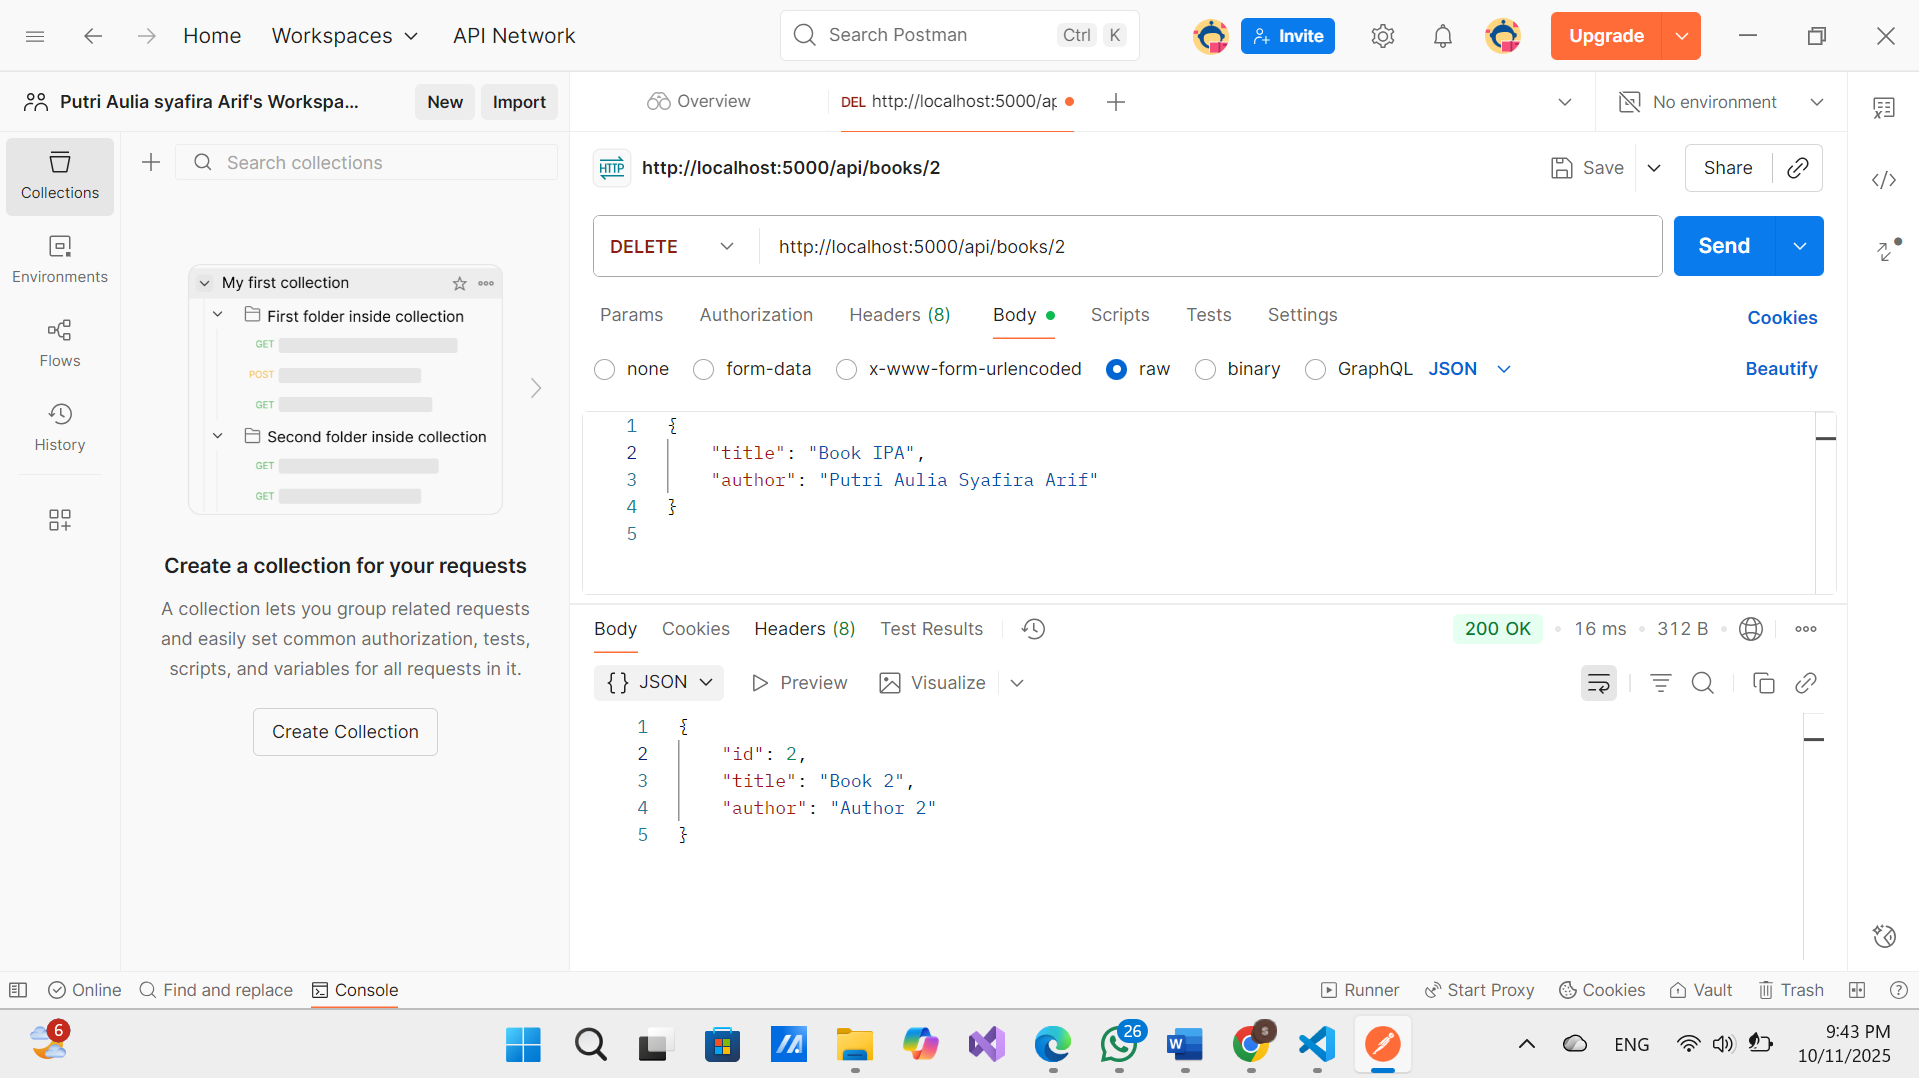 Home
Workspaces
API Network
Search Postman
Ctrl K
Invite
Upgrade
Putri Aulia syafira Arif's Workspa...
New
Import
Overview
DEL http://localhost:5000/ap
No environment
Collections
Environments
Flows
History
Search collections
My first collection
First folder inside collection
GET
POST
GET
Second folder inside collection
GET
GET
Create a collection for your requests
A collection lets you group related requests
and easily set common authorization, tests,
scripts, and variables for all requests in it.
Create Collection
HTTP http://localhost:5000/api/books/2
Save
Share
DELETE
http://localhost:5000/api/books/2
Send
Params Authorization Headers (8) Body Scripts Tests Settings
Cookies
none form-data x-www-form-urlencoded raw binary GraphQL JSON
Beautify
1 {
2 "title": "Book IPA",
3 "author": "Putri Aulia Syafira Arif"
4 }
5
Body Cookies Headers (8) Test Results
200 OK • 16 ms • 312 B
{} JSON Preview Visualize
1 {
2 "id": 2,
3 "title": "Book 2",
4 "author": "Author 2"
5 }
Online Find and replace Console
Runner Start Proxy Cookies Vault Trash
6
26
W
S
ENG
9:43 PM
10/11/2025